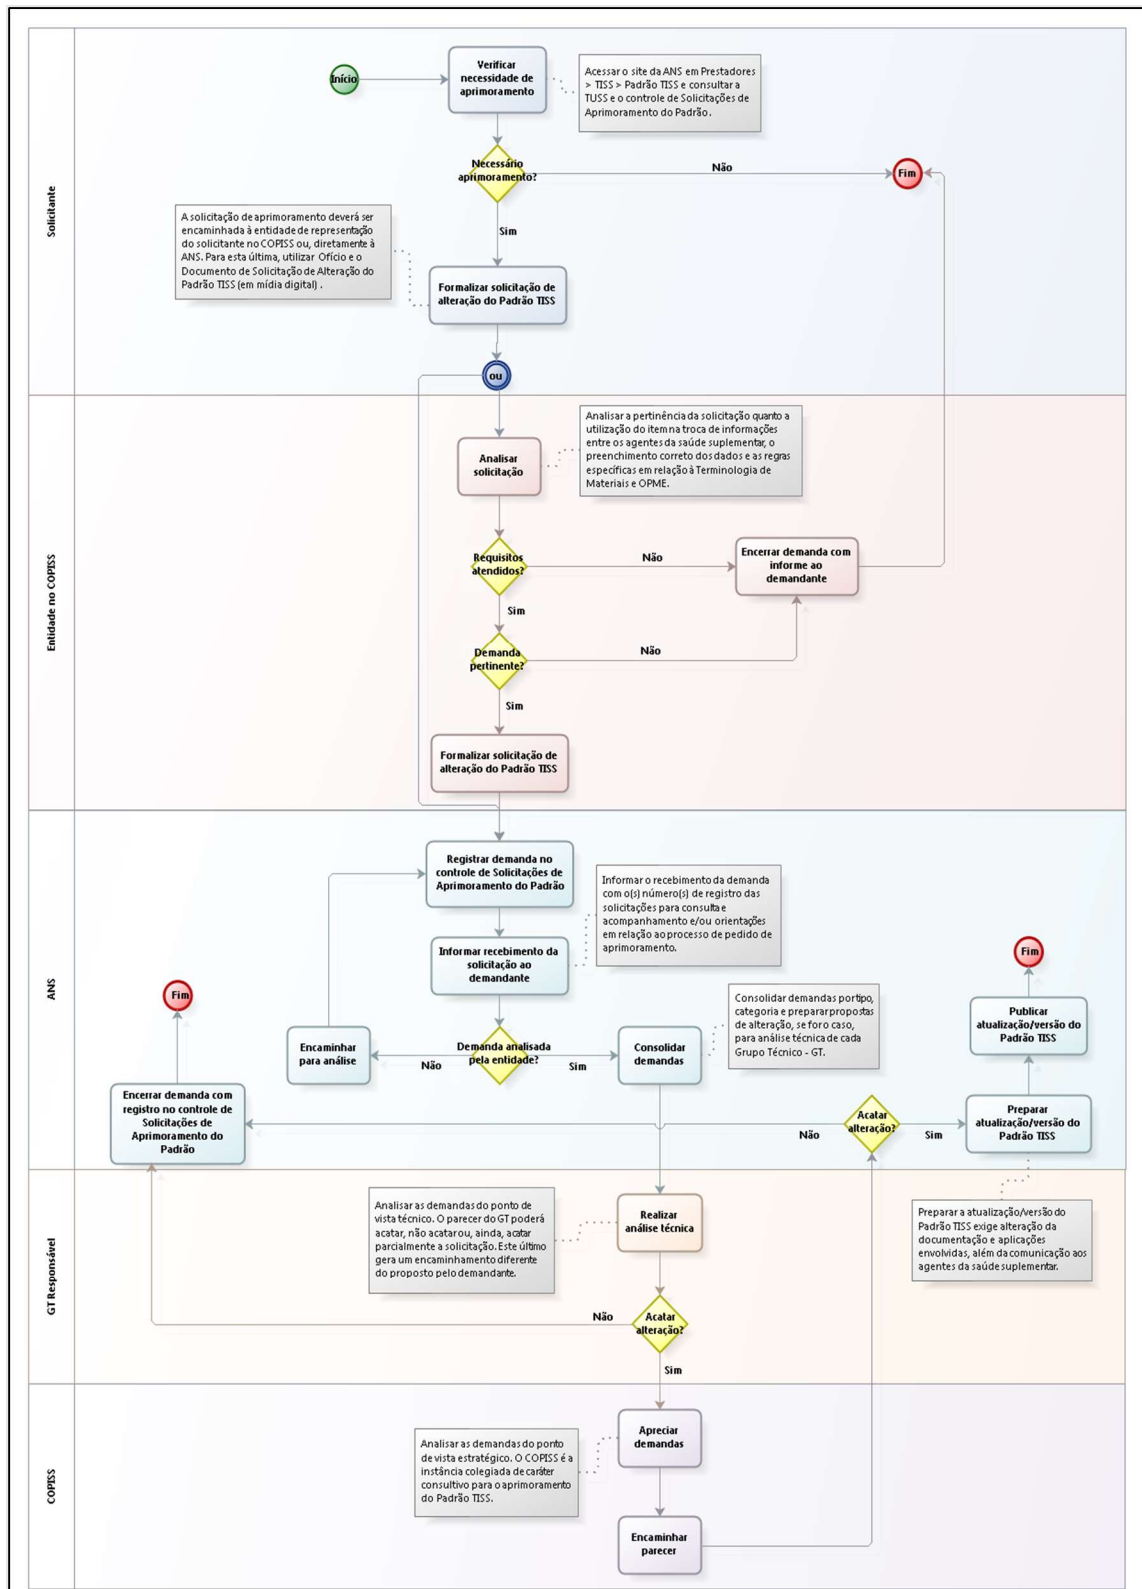 Solicitante
Início
Verificar
necessidade de
aprimoramento
Acessar o site da ANS em Prestadores
> TISS > Padrão TISS e consultar a
TUSS e o controle de Solicitações de
Aprimoramento do Padrão.
Necessário
aprimoramento?
Não
Fim
Sim
A solicitação de aprimoramento deverá ser
encaminhada à entidade de representação
do solicitante no COPISS ou, diretamente à
ANS. Para esta última, utilizar Ofício e o
Documento de Solicitação de Alteração do
Padrão TISS (em mídia digital) .
Formalizar solicitação de
alteração do Padrão TISS
ou
Entidade no COPISS
Analisar a pertinência da solicitação quanto a
utilização do item na troca de informações
entre os agentes da saúde suplementar, o
preenchimento correto dos dados e as regras
específicas em relação à Terminologia de
Materiais e OPME.
Analisar
solicitação
Requisitos
atendidos?
Não
Encerrar demanda com
informe ao
demandante
Sim
Demanda
pertinente?
Não
Sim
Formalizar solicitação de
alteração do Padrão TISS
ANS
Registrar demanda no
controle de Solicitações de
Aprimoramento do Padrão
Informar o recebimento da demanda
com o(s) número(s) de registro das
solicitações para consulta e
acompanhamento e/ou orientações
em relação ao processo de pedido de
aprimoramento.
Informar recebimento da
solicitação ao
demandante
Fim
Fim
Consolidar demandas por tipo,
categoria e preparar propostas
de alteração, se for o caso,
para análise técnica de cada
Grupo Técnico - GT.
Publicar
atualização/versão do
Padrão TISS
Encaminhar
para análise
Não
Demanda analisada
pela entidade?
Sim
Consolidar
demandas
Encerrar demanda com
registro no controle de
Solicitações de
Aprimoramento do
Padrão
Não
Acatar
alteração?
Sim
Preparar
atualização/versão do
Padrão TISS
GT Responsável
Analisar as demandas do ponto de
vista técnico. O parecer do GT poderá
acatar, não acatar ou, ainda, acatar
parcialmente a solicitação. Este último
gera um encaminhamento diferente
do proposto pelo demandante.
Realizar
análise técnica
Preparar a atualização/versão do
Padrão TISS exige alteração da
documentação e aplicações
envolvidas, além da comunicação aos
agentes da saúde suplementar.
Não
Acatar
alteração?
Sim
COPISS
Analisar as demandas do ponto
de vista estratégico. O COPISS é a
instância colegiada de caráter
consultivo para o aprimoramento
do Padrão TISS.
Apreciar
demandas
Encaminhar
parecer